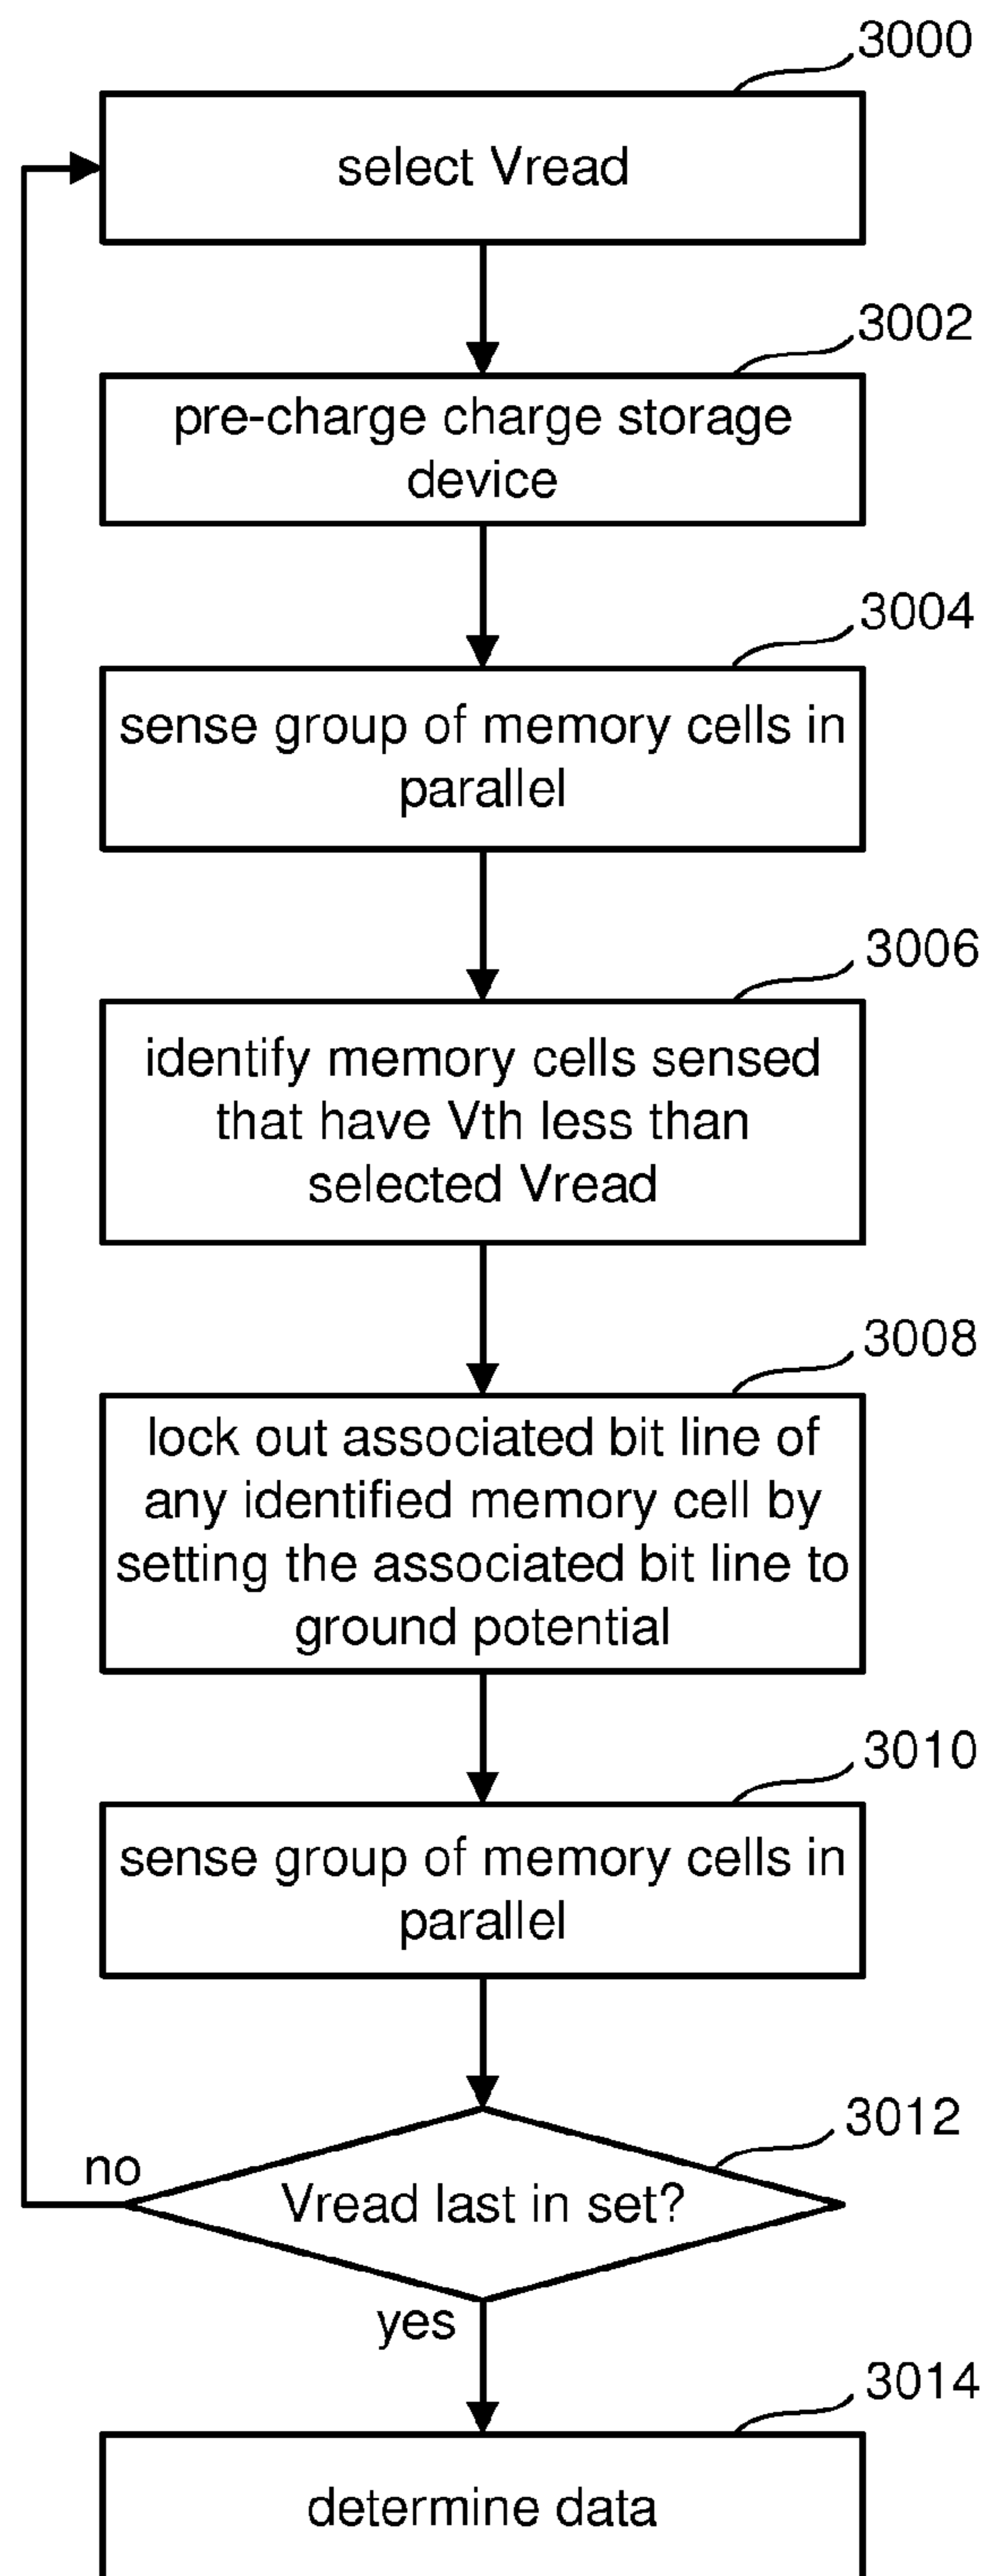 3000
select Vread
3002
pre-charge charge storage
device
3004
sense group of memory cells in
parallel
3006
identify memory cells sensed
that have Vth less than
selected Vread
3008
lock out associated bit line of
any identified memory cell by
setting the associated bit line to
ground potential
3010
sense group of memory cells in
parallel
3012
no
Vread last in set?
yes
3014
determine data